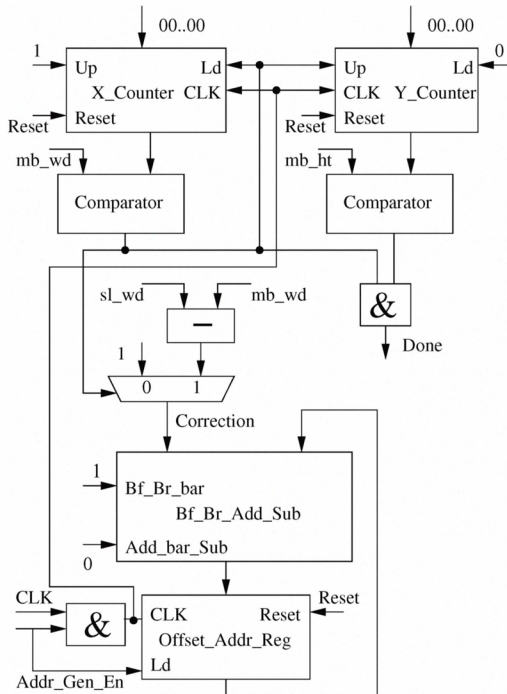 00..00 00..00
1 Up Ld Up Ld 0
X_Counter CLK CLK Y_Counter
Reset Reset Reset Reset
mb_wd mb_ht
Comparator Comparator
sl_wd mb_wd &
− Done
1
0 1
Correction
1 Bf_Br_bar
Bf_Br_Add_Sub
0 Add_bar_Sub
CLK CLK Reset Reset
& Offset_Addr_Reg
Addr_Gen_En Ld